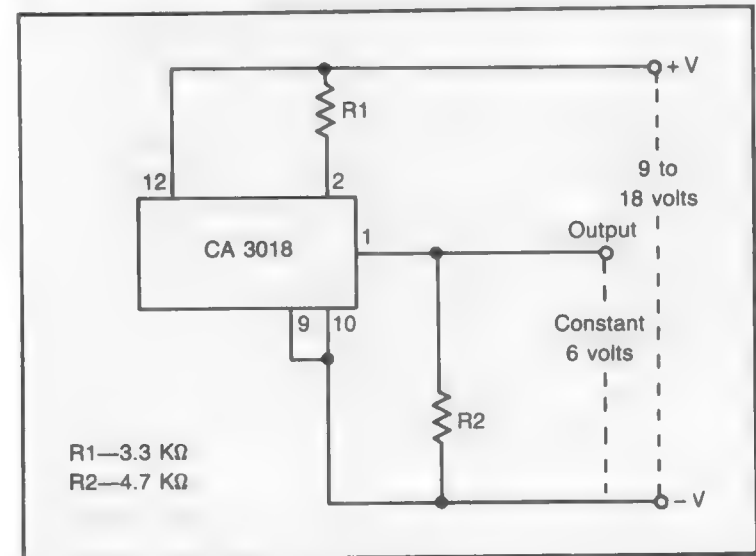 + V
R1
12
2
9 to
18 volts
CA 3018
1
Output
9
10
Constant
6 volts
R2
R1—3.3 KΩ
R2—4.7 KΩ
- V